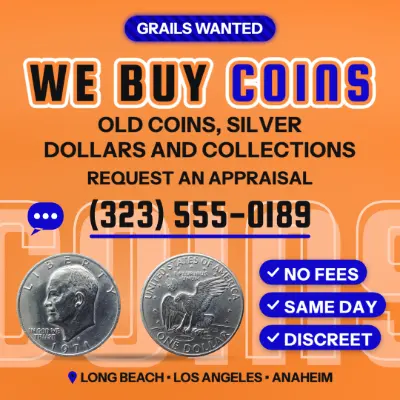 GRAILS WANTED
WE BUY COINS
OLD COINS, SILVER
DOLLARS AND COLLECTIONS
REQUEST AN APPRAISAL
(323) 555-0189
COINS
LIBERTY
IN GOD WE
TRUST
1971
UNITED STATES OF AMERICA
E PLURIBUS
UNUM
ONE DOLLAR
NO FEES
SAME DAY
DISCREET
LONG BEACH • LOS ANGELES • ANAHEIM